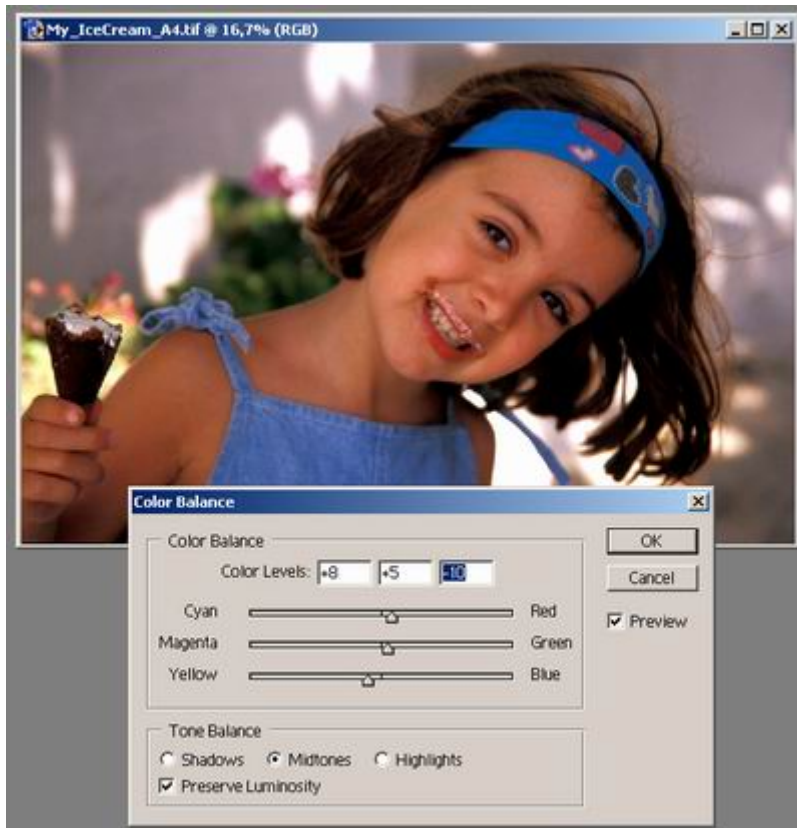 My_IceCream_A4.tif @ 16,7% (RGB)
Color Balance
Color Balance
Color Levels: +8 +5 -10
Cyan Red
Magenta Green
Yellow Blue
OK
Cancel
Preview
Tone Balance
Shadows Midtones Highlights
Preserve Luminosity